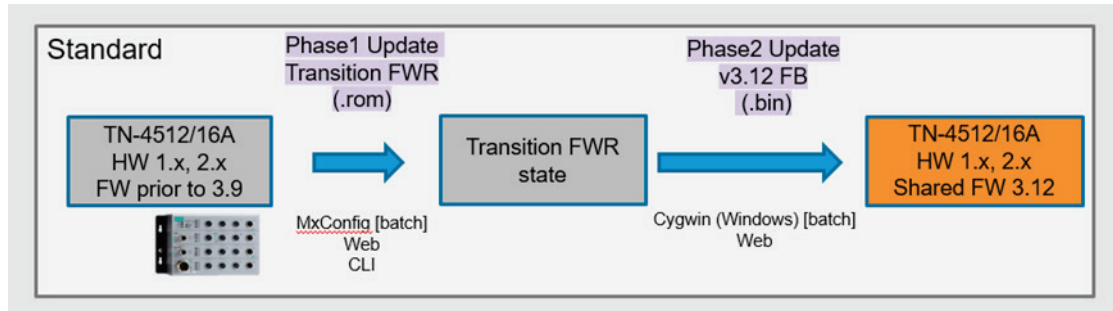 Standard
Phase1 Update
Transition FWR
(.rom)
Phase2 Update
v3.12 FB
(.bin)
TN-4512/16A
HW 1.x, 2.x
FW prior to 3.9
Transition FWR
state
TN-4512/16A
HW 1.x, 2.x
Shared FW 3.12
MxConfig [batch]
Web
CLI
Cygwin (Windows) [batch]
Web